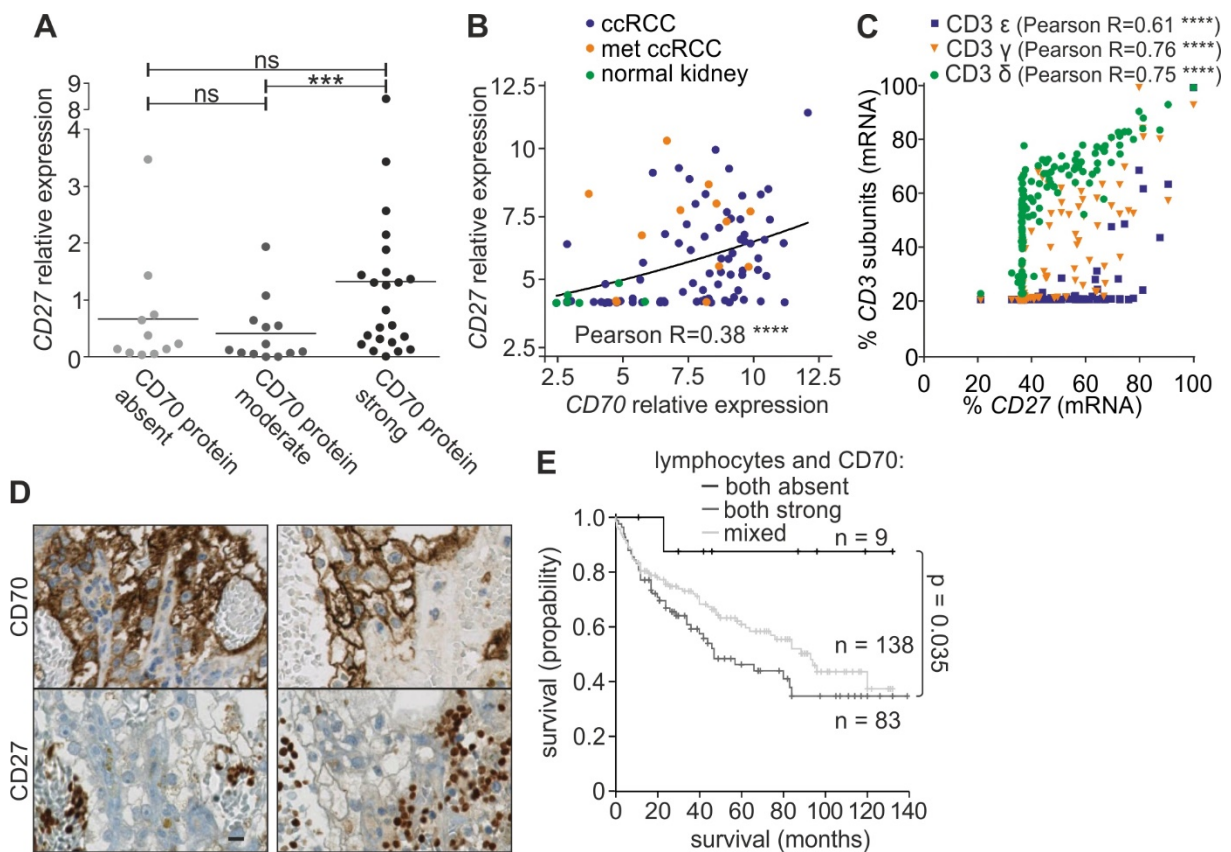 A
ns
ns
***
9
8
4
3
2
1
0
CD27 relative expression
CD70 protein
absent
CD70 protein
moderate
CD70 protein
strong
B
ccRCC
met ccRCC
normal kidney
12.5
10
7.5
5
2.5
CD27 relative expression
Pearson R=0.38 ****
2.5 5 7.5 10 12.5
CD70 relative expression
C
CD3 ε (Pearson R=0.61 ****)
CD3 γ (Pearson R=0.76 ****)
CD3 δ (Pearson R=0.75 ****)
100
80
60
40
20
0
% CD3 subunits (mRNA)
0 20 40 60 80 100
% CD27 (mRNA)
D
CD70
CD27
E
lymphocytes and CD70:
both absent
both strong
mixed
1.0
0.8
0.6
0.4
0.2
0
survival (propability)
n = 9
n = 138
n = 83
p = 0.035
0 20 40 60 80 100 120 140
survival (months)